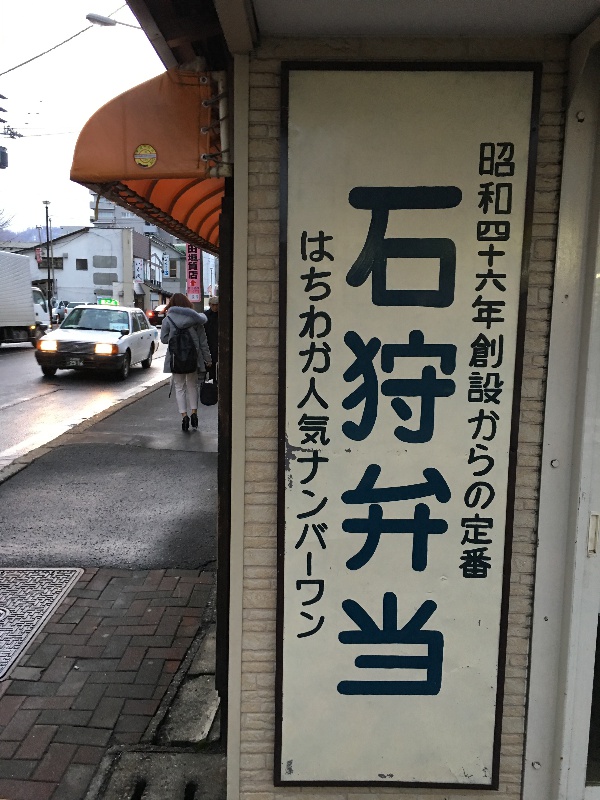 昭和四十六年創設からの定番
石狩弁当
はちわか人気ナンバーワン